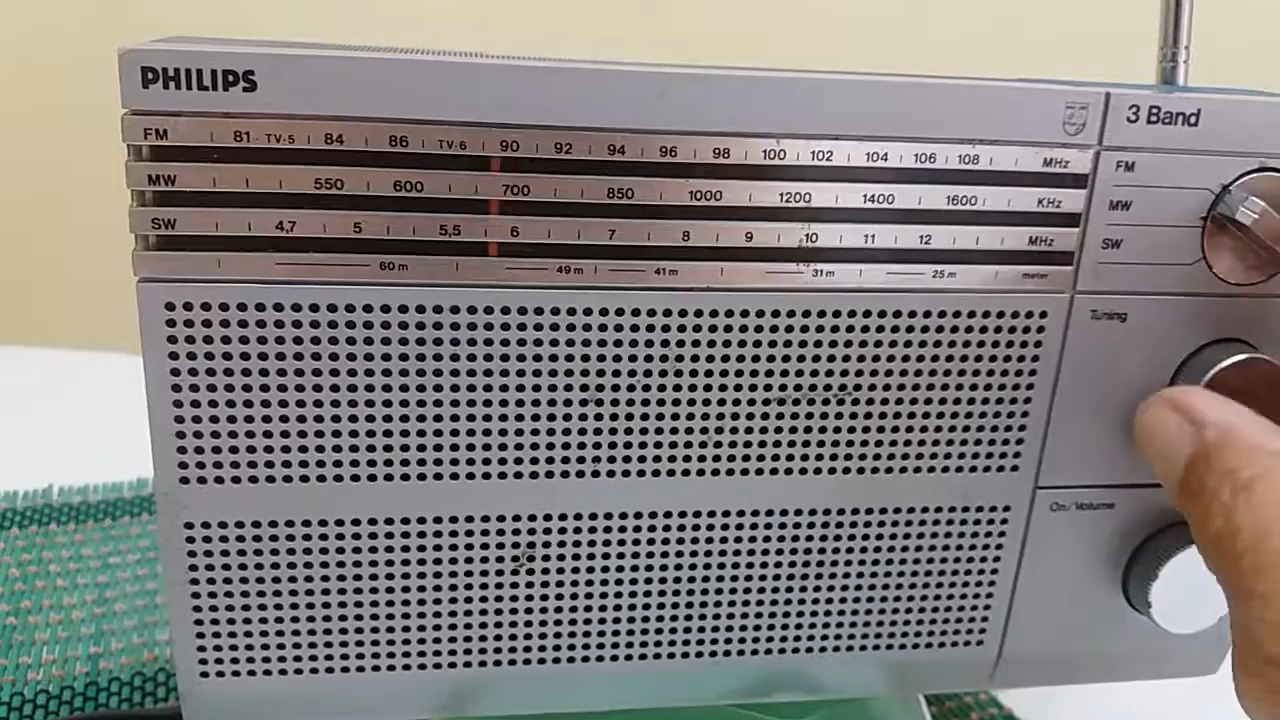 PHILIPS
3 Band
FM 81 TV·5 84 86 TV·6 90 92 94 96 98 100 102 104 106 108 MHz
MW 550 600 700 850 1000 1200 1400 1600 KHz
SW 4,7 5 5,5 6 7 8 9 10 11 12 MHz
60 m 49 m 41 m 31 m 25 m meter
FM
MW
SW
Tuning
On/Volume